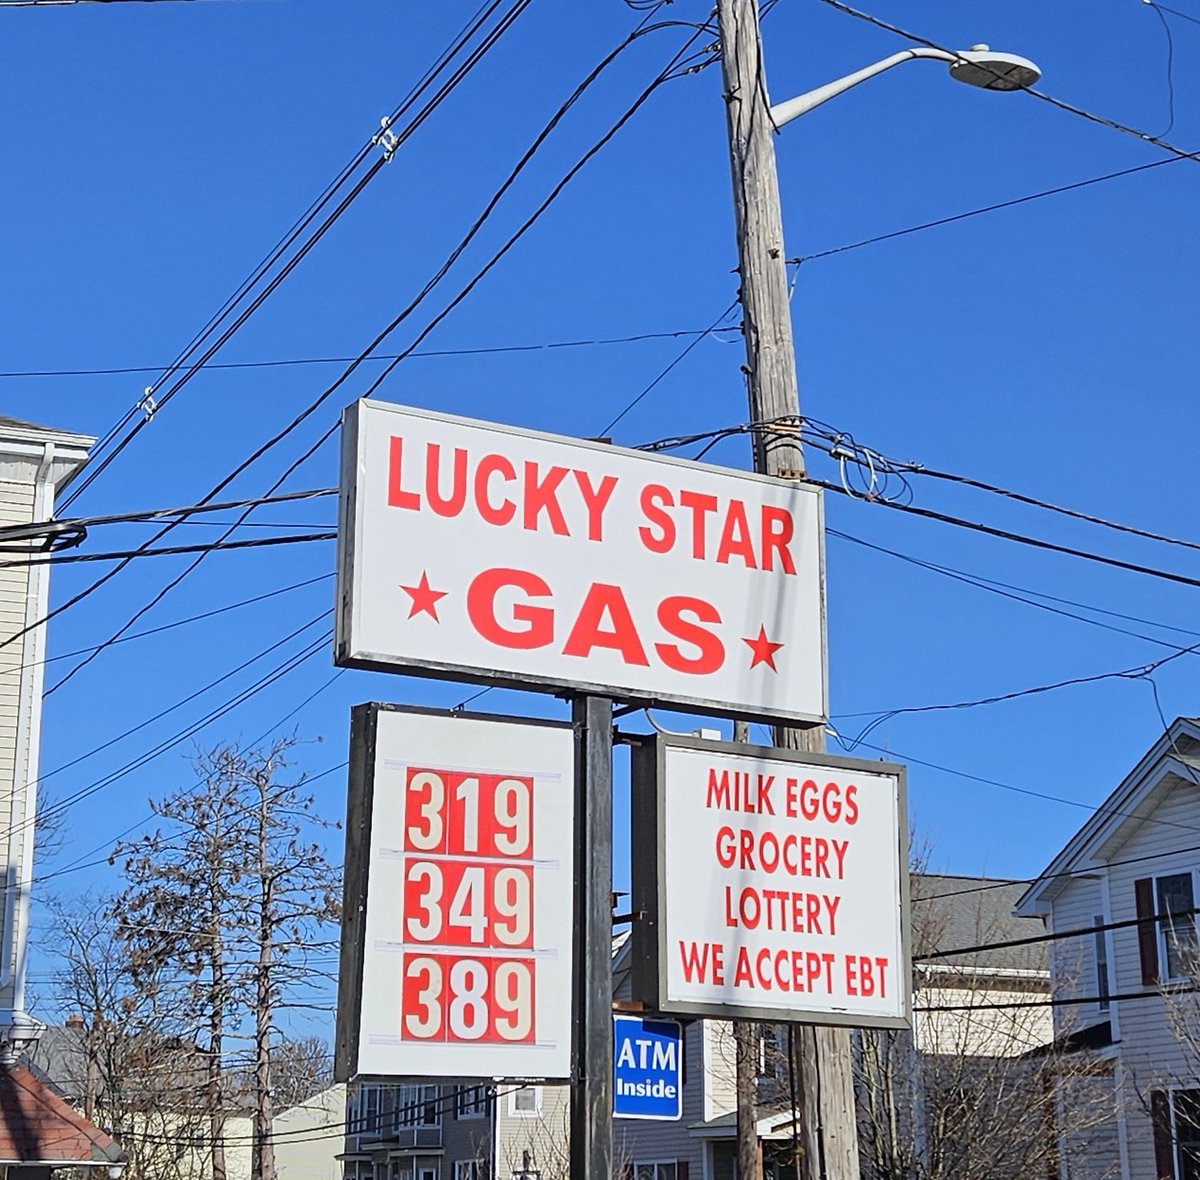 LUCKY STAR
GAS
319
349
389
MILK EGGS
GROCERY
LOTTERY
WE ACCEPT EBT
ATM
Inside